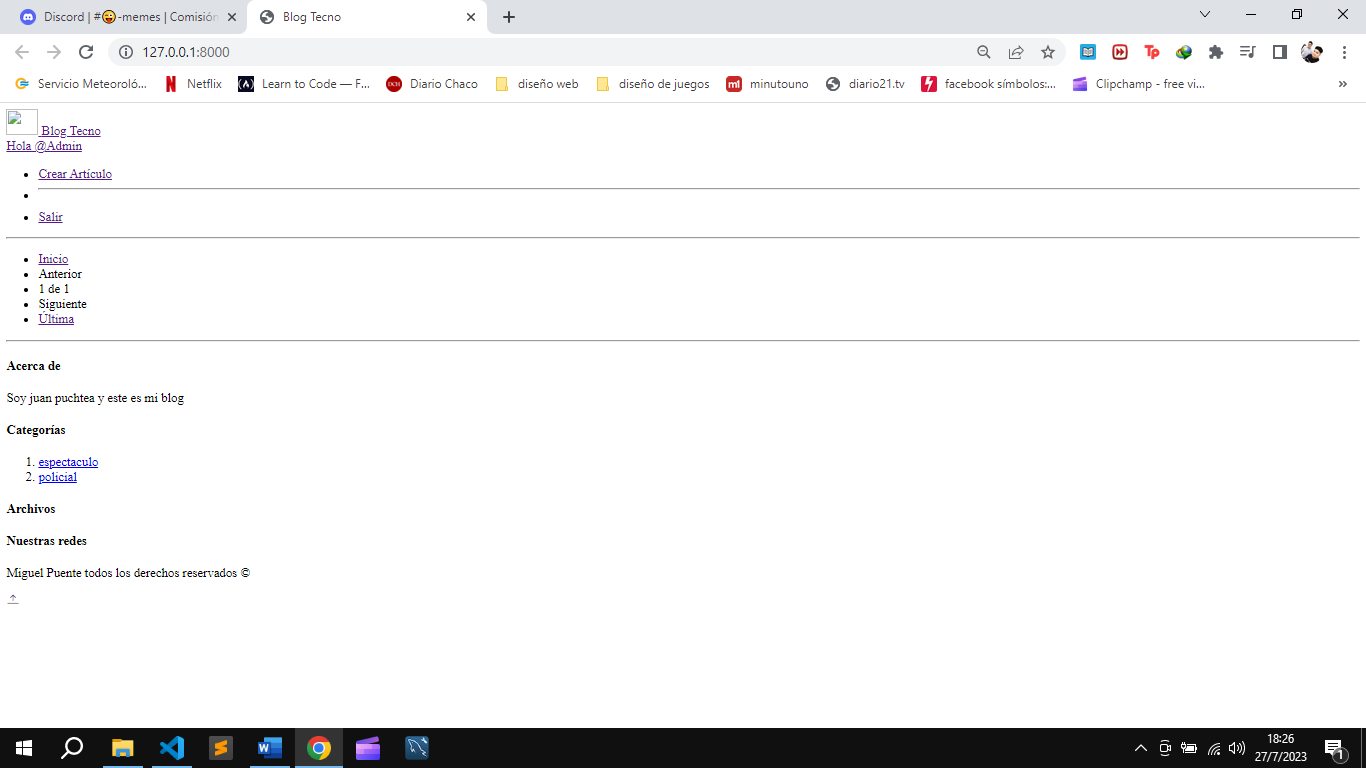 Discord | #😜-memes | Comisión
Blog Tecno
127.0.0.1:8000
Servicio Meteoroló...
Netflix
Learn to Code — F...
Diario Chaco
diseño web
diseño de juegos
minutouno
diario21.tv
facebook símbolos:...
Clipchamp - free vi...
»
Blog Tecno
Hola @Admin
Crear Artículo
Salir
Inicio
Anterior
1 de 1
Siguiente
Última
Acerca de
Soy juan puchtea y este es mi blog
Categorías
1. espectaculo
2. policial
Archivos
Nuestras redes
Miguel Puente todos los derechos reservados ©
↑
18:26
27/7/2023
1